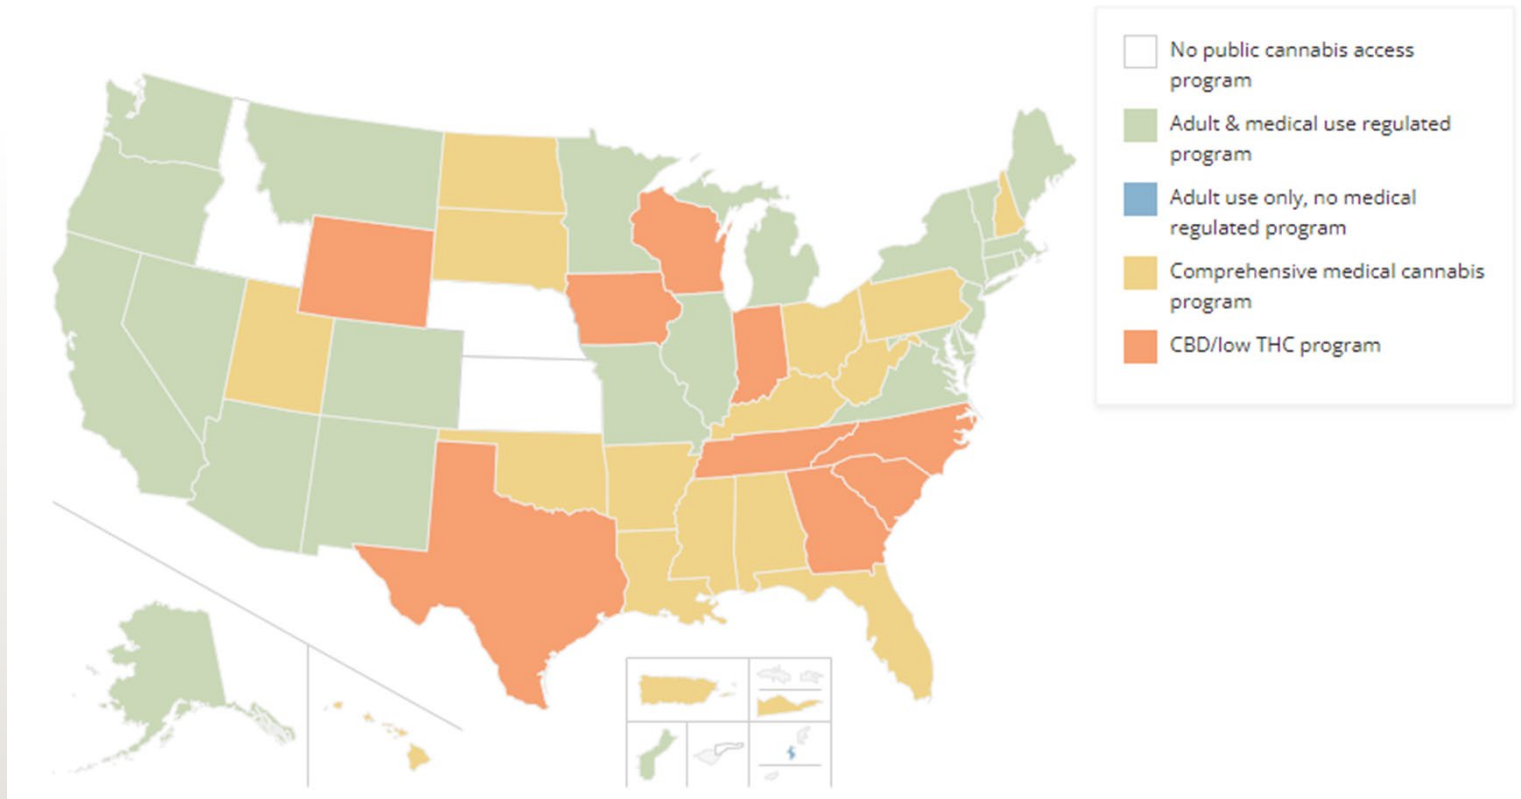 No public cannabis access
program
Adult & medical use regulated
program
Adult use only, no medical
regulated program
Comprehensive medical cannabis
program
CBD/low THC program